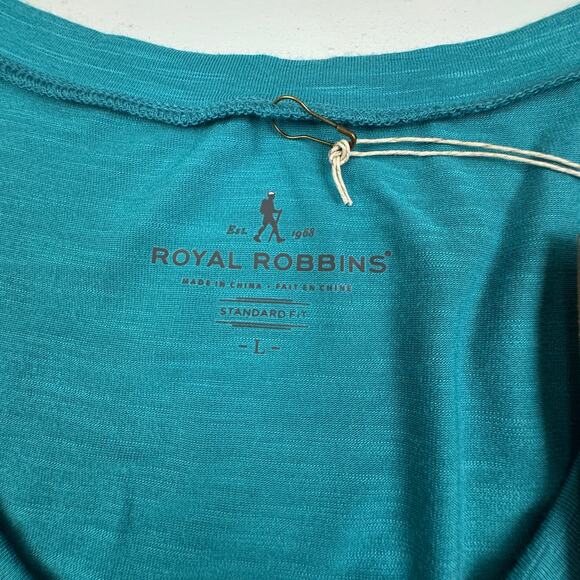 Est. 1968
ROYAL ROBBINS®
MADE IN CHINA · FAIT EN CHINE
STANDARD FIT
- L -